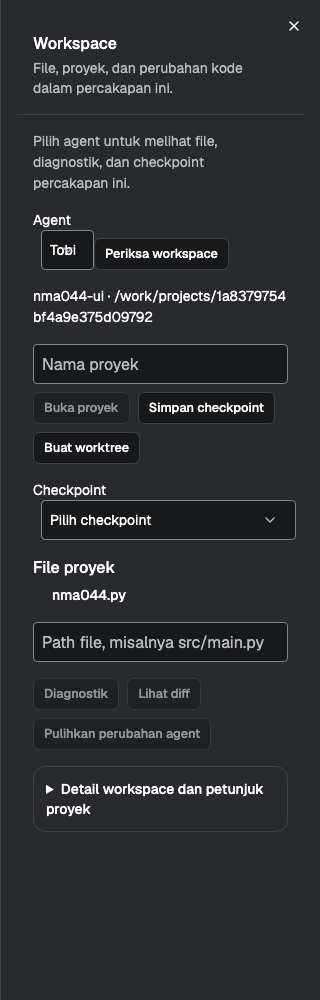 Workspace
File, proyek, dan perubahan kode
dalam percakapan ini.
Pilih agent untuk melihat file,
diagnostik, dan checkpoint
percakapan ini.
Agent
Tobi
Periksa workspace
nma044-ui · /work/projects/1a8379754
bf4a9e375d09792
Nama proyek
Buka proyek
Simpan checkpoint
Buat worktree
Checkpoint
Pilih checkpoint
File proyek
nma044.py
Path file, misalnya src/main.py
Diagnostik
Lihat diff
Pulihkan perubahan agent
Detail workspace dan petunjuk
proyek